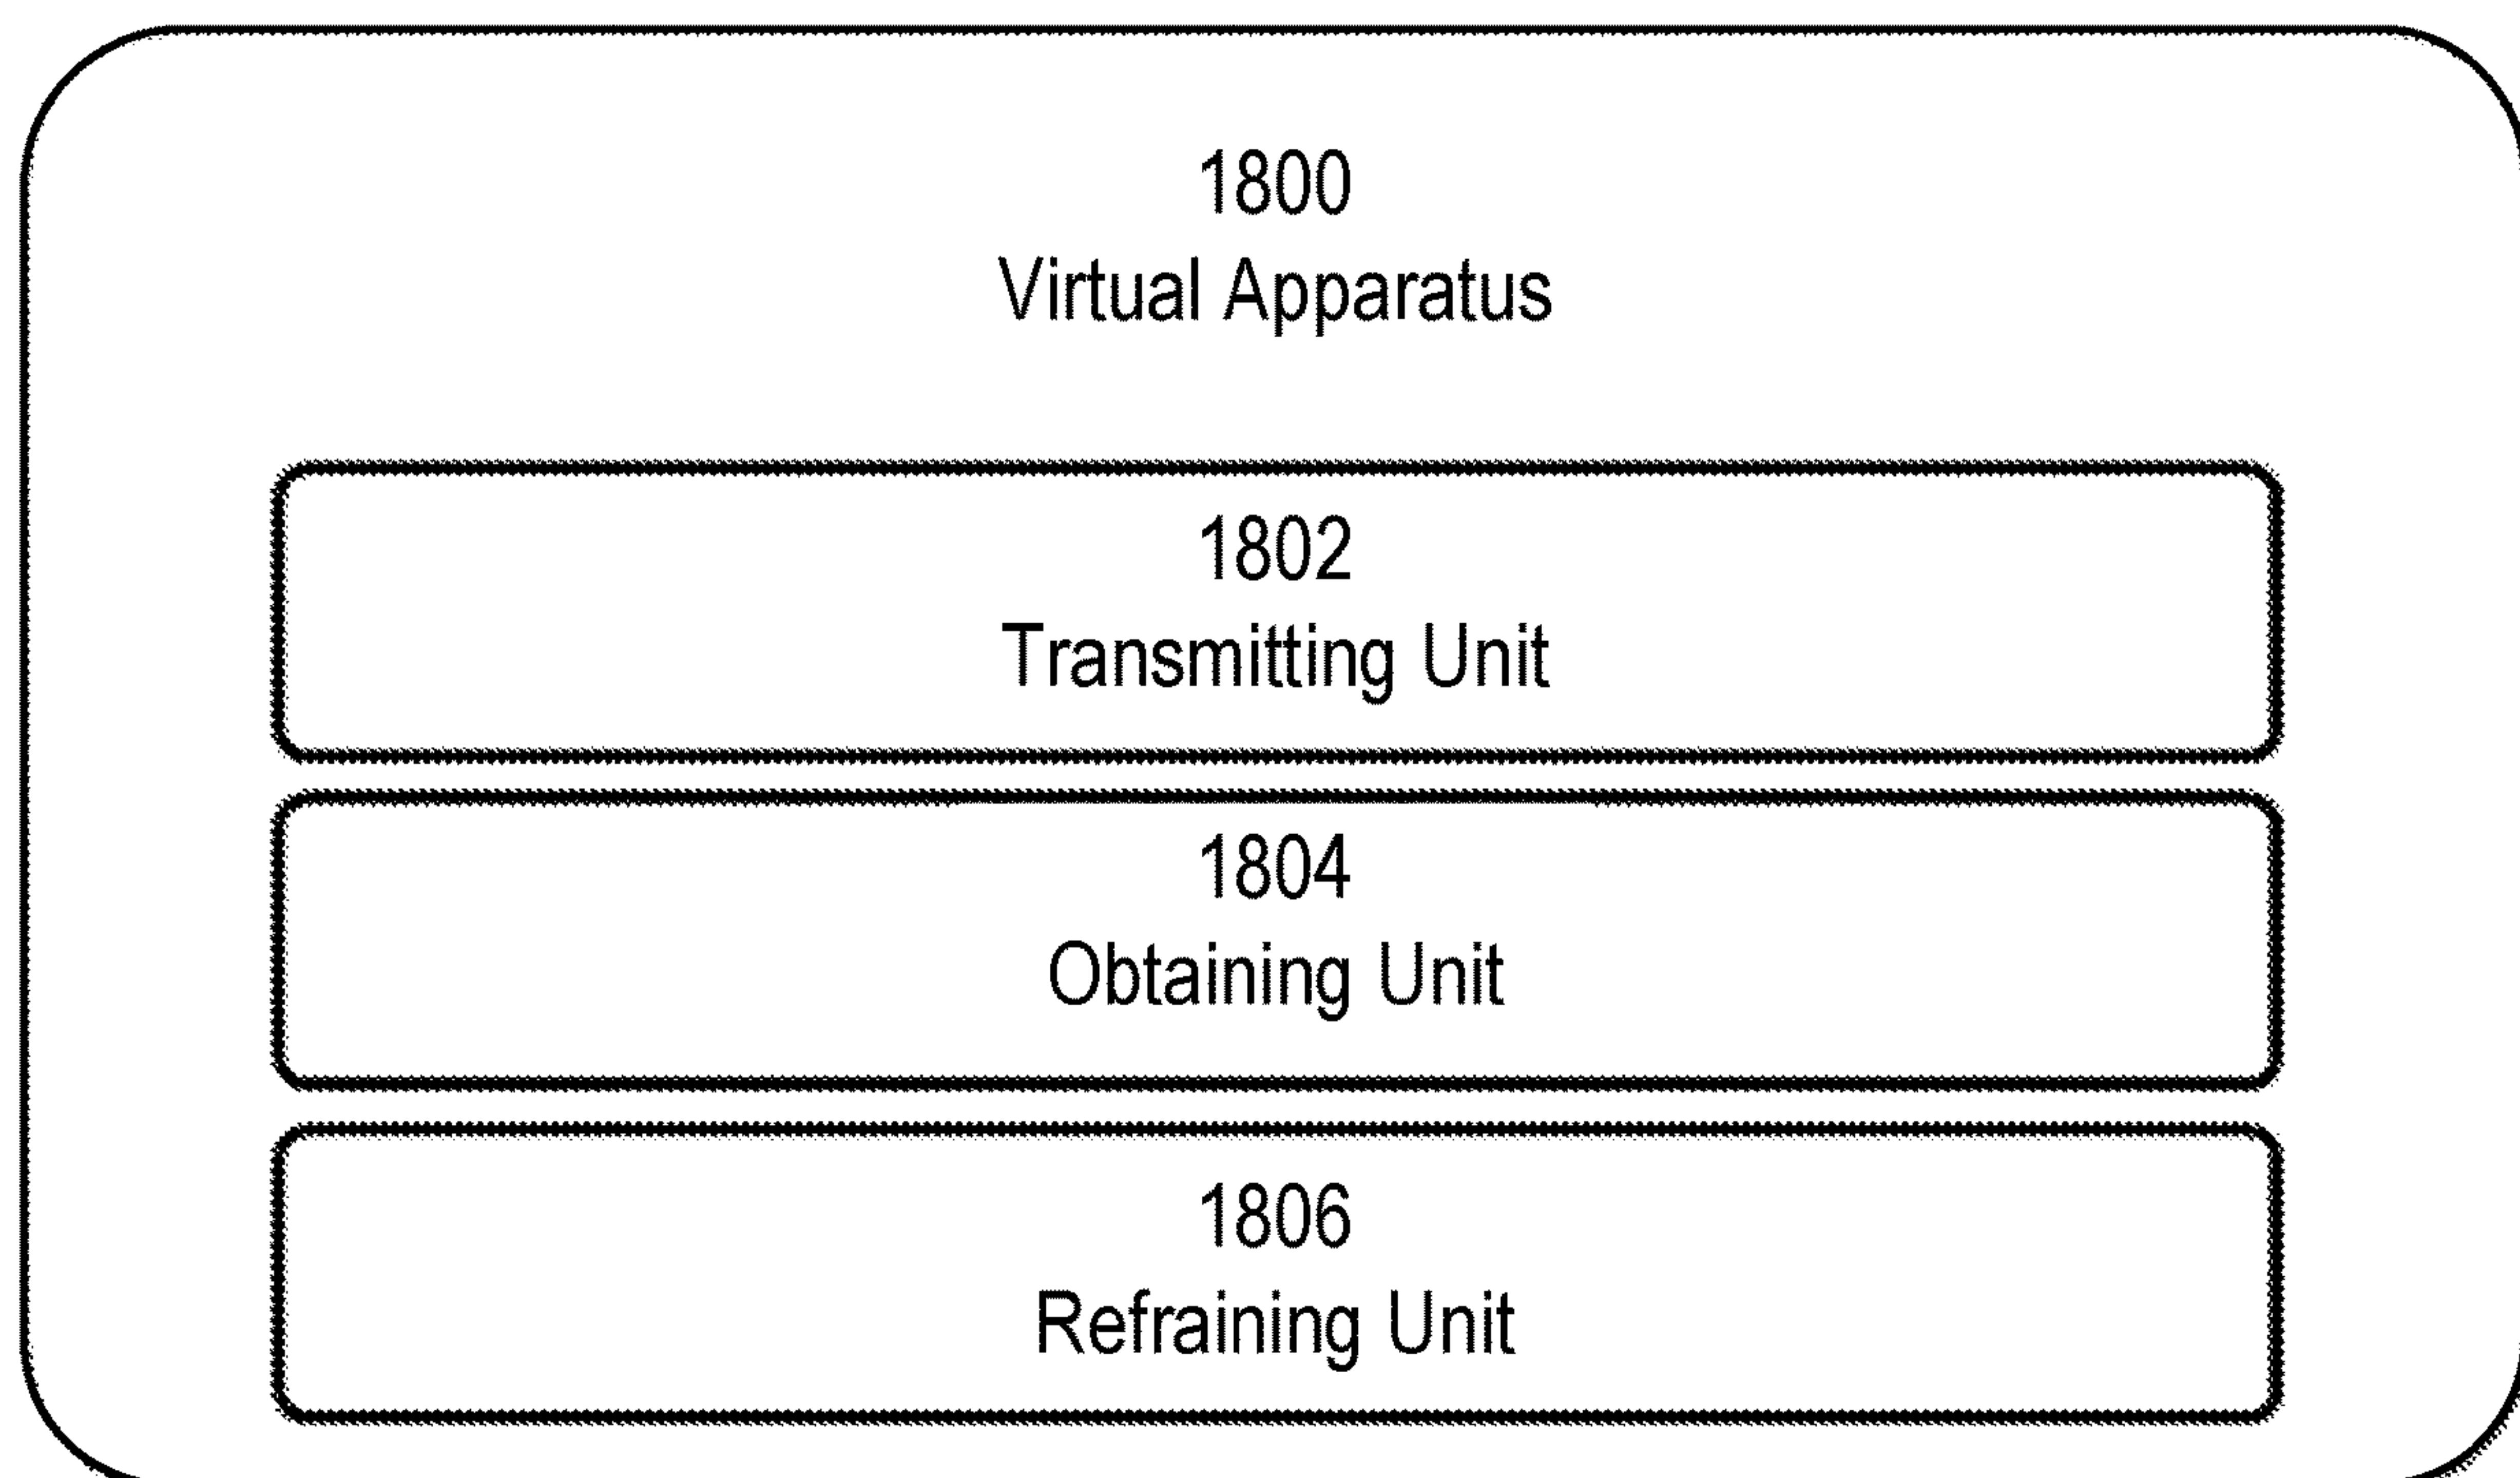 1800
Virtual Apparatus
1802
Transmitting Unit
1804
Obtaining Unit
1806
Refraining Unit